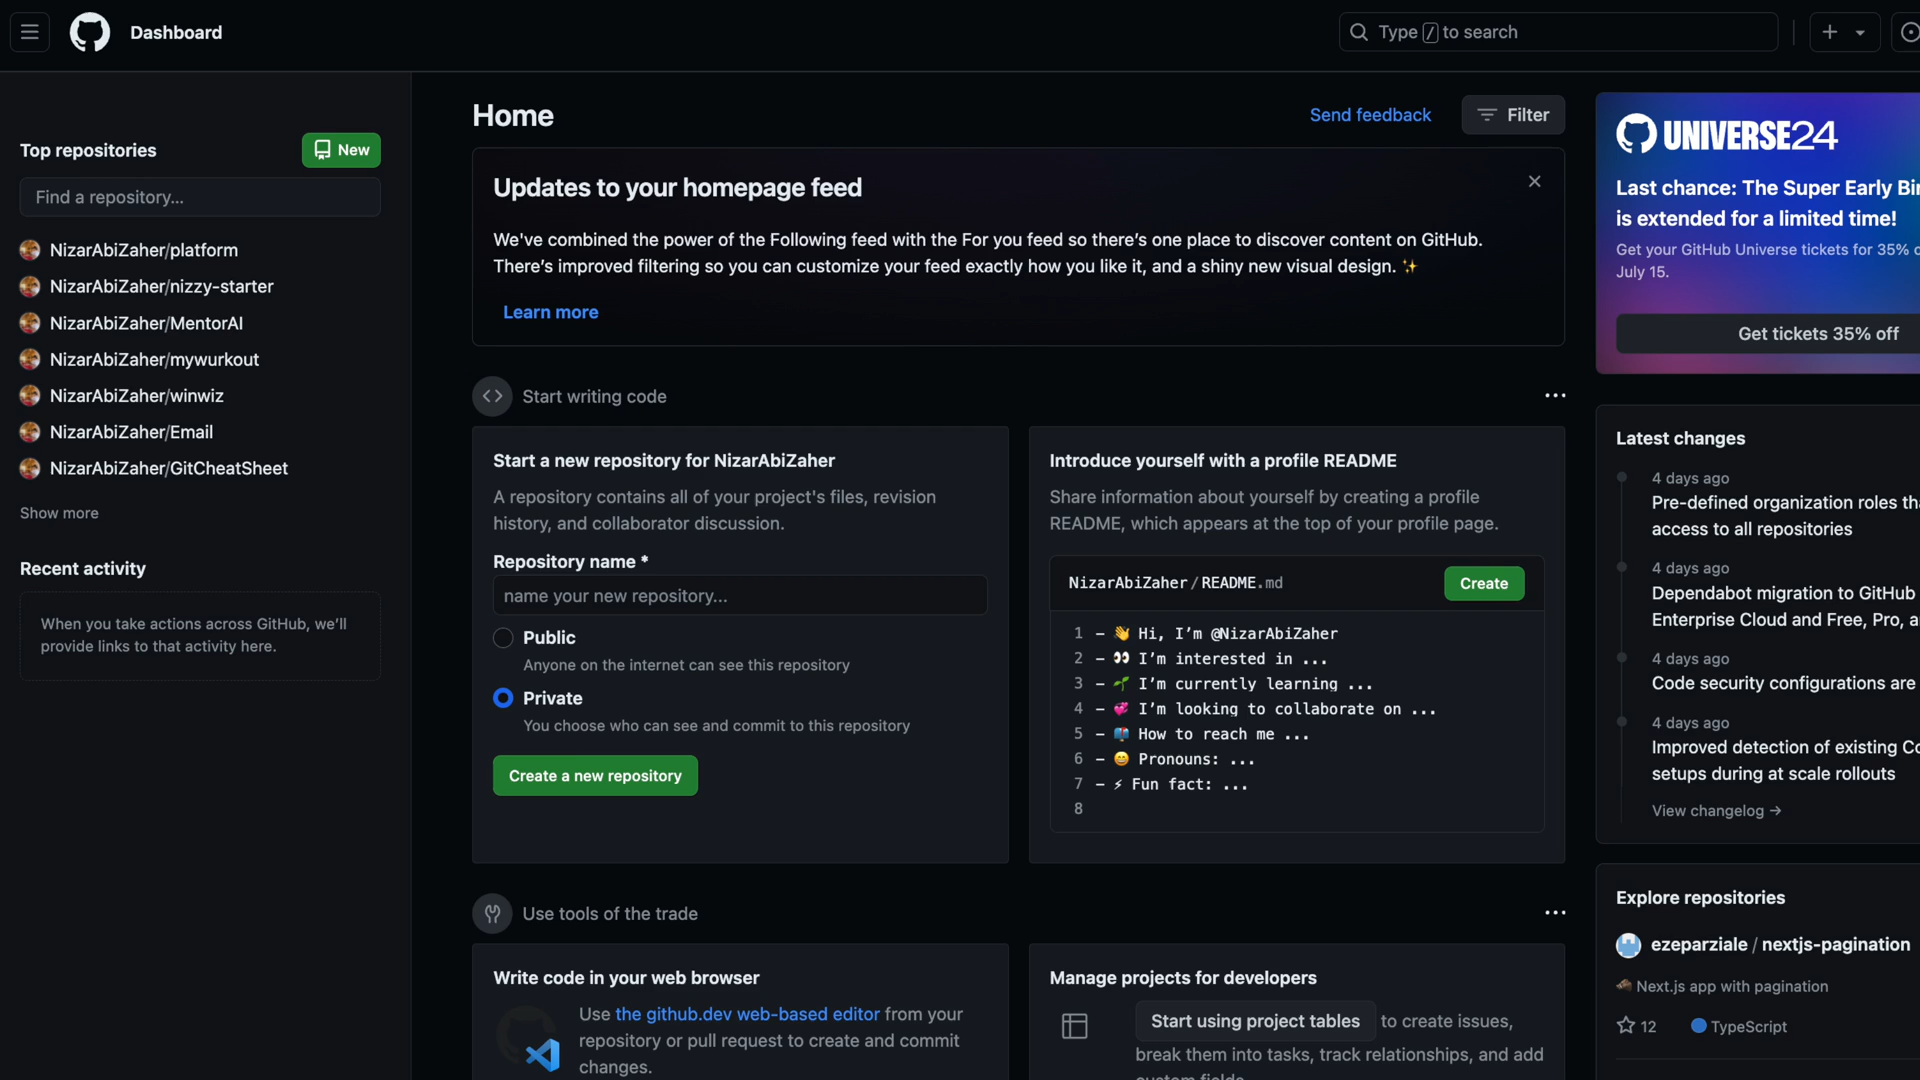 Dashboard
Type / to search
Top repositories
New
Find a repository...
NizarAbiZaher/platform
NizarAbiZaher/nizzy-starter
NizarAbiZaher/MentorAI
NizarAbiZaher/mywurkout
NizarAbiZaher/winwiz
NizarAbiZaher/Email
NizarAbiZaher/GitCheatSheet
Show more
Recent activity
When you take actions across GitHub, we’ll
provide links to that activity here.
Home
Send feedback
Filter
Updates to your homepage feed
We've combined the power of the Following feed with the For you feed so there’s one place to discover content on GitHub.
There’s improved filtering so you can customize your feed exactly how you like it, and a shiny new visual design. ✨
Learn more
Start writing code
Start a new repository for NizarAbiZaher
A repository contains all of your project's files, revision
history, and collaborator discussion.
Repository name *
name your new repository...
Public
Anyone on the internet can see this repository
Private
You choose who can see and commit to this repository
Create a new repository
Introduce yourself with a profile README
Share information about yourself by creating a profile
README, which appears at the top of your profile page.
NizarAbiZaher / README.md
Create
1 - 👋 Hi, I’m @NizarAbiZaher
2 - 👀 I’m interested in ...
3 - 🌱 I’m currently learning ...
4 - 💞️ I’m looking to collaborate on ...
5 - 📫 How to reach me ...
6 - 😄 Pronouns: ...
7 - ⚡ Fun fact: ...
8
Use tools of the trade
Write code in your web browser
Use the github.dev web-based editor from your
repository or pull request to create and commit
changes.
Manage projects for developers
Start using project tables to create issues,
break them into tasks, track relationships, and add
custom fields.
UNIVERSE24
Last chance: The Super Early
is extended for a limited time!
Get your GitHub Universe tickets for 35%
July 15.
Get tickets 35% off
Latest changes
4 days ago
Pre-defined organization roles
access to all repositories
4 days ago
Dependabot migration to GitHub
Enterprise Cloud and Free, Pro,
4 days ago
Code security configurations are
4 days ago
Improved detection of existing
setups during at scale rollouts
View changelog →
Explore repositories
ezeparziale / nextjs-pagination
Next.js app with pagination
12
TypeScript